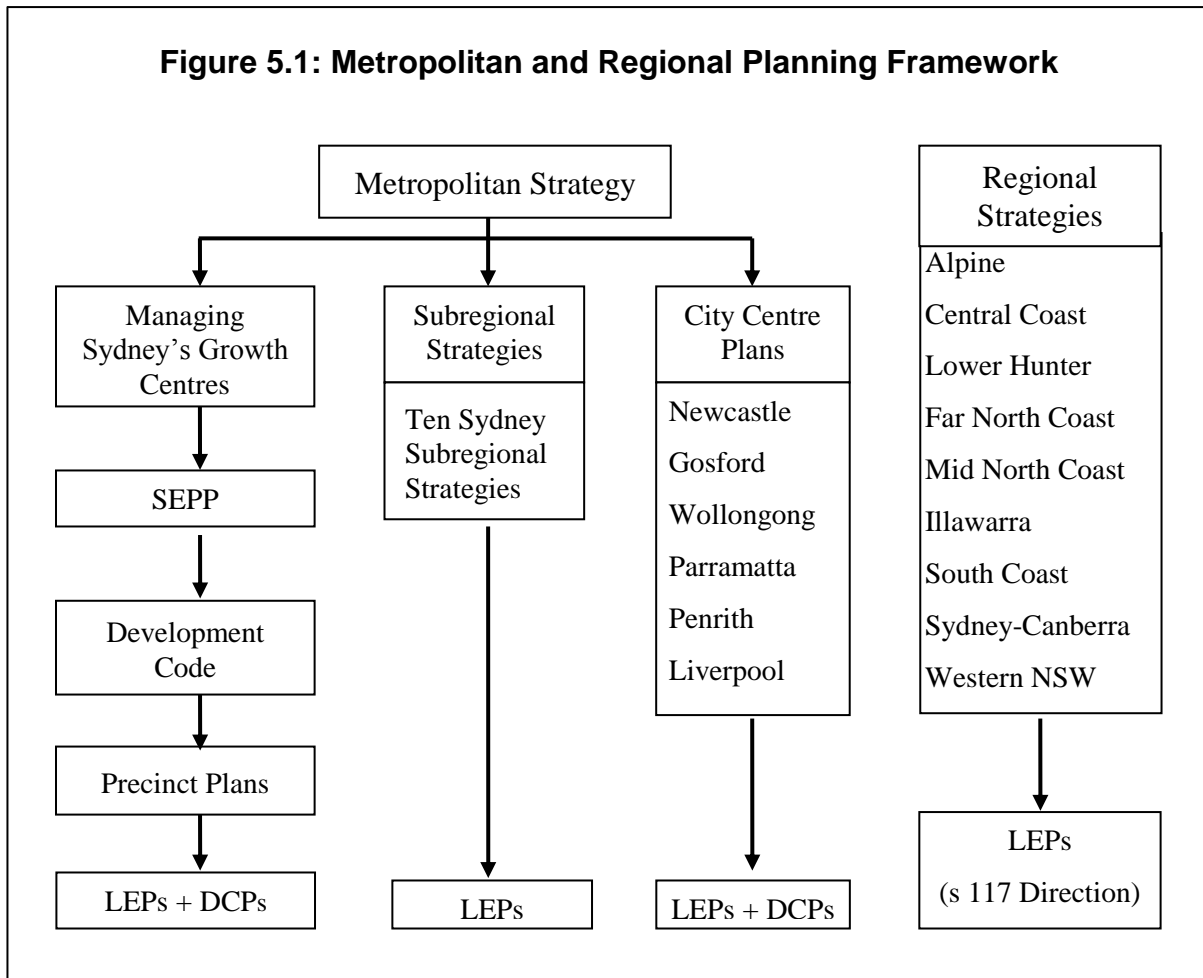 Figure 5.1: Metropolitan and Regional Planning Framework
Metropolitan Strategy
Managing
Sydney’s Growth
Centres
SEPP
Development
Code
Precinct Plans
LEPs + DCPs
Subregional
Strategies
Ten Sydney
Subregional
Strategies
LEPs
City Centre
Plans
Newcastle
Gosford
Wollongong
Parramatta
Penrith
Liverpool
LEPs + DCPs
Regional
Strategies
Alpine
Central Coast
Lower Hunter
Far North Coast
Mid North Coast
Illawarra
South Coast
Sydney-Canberra
Western NSW
LEPs
(s 117 Direction)